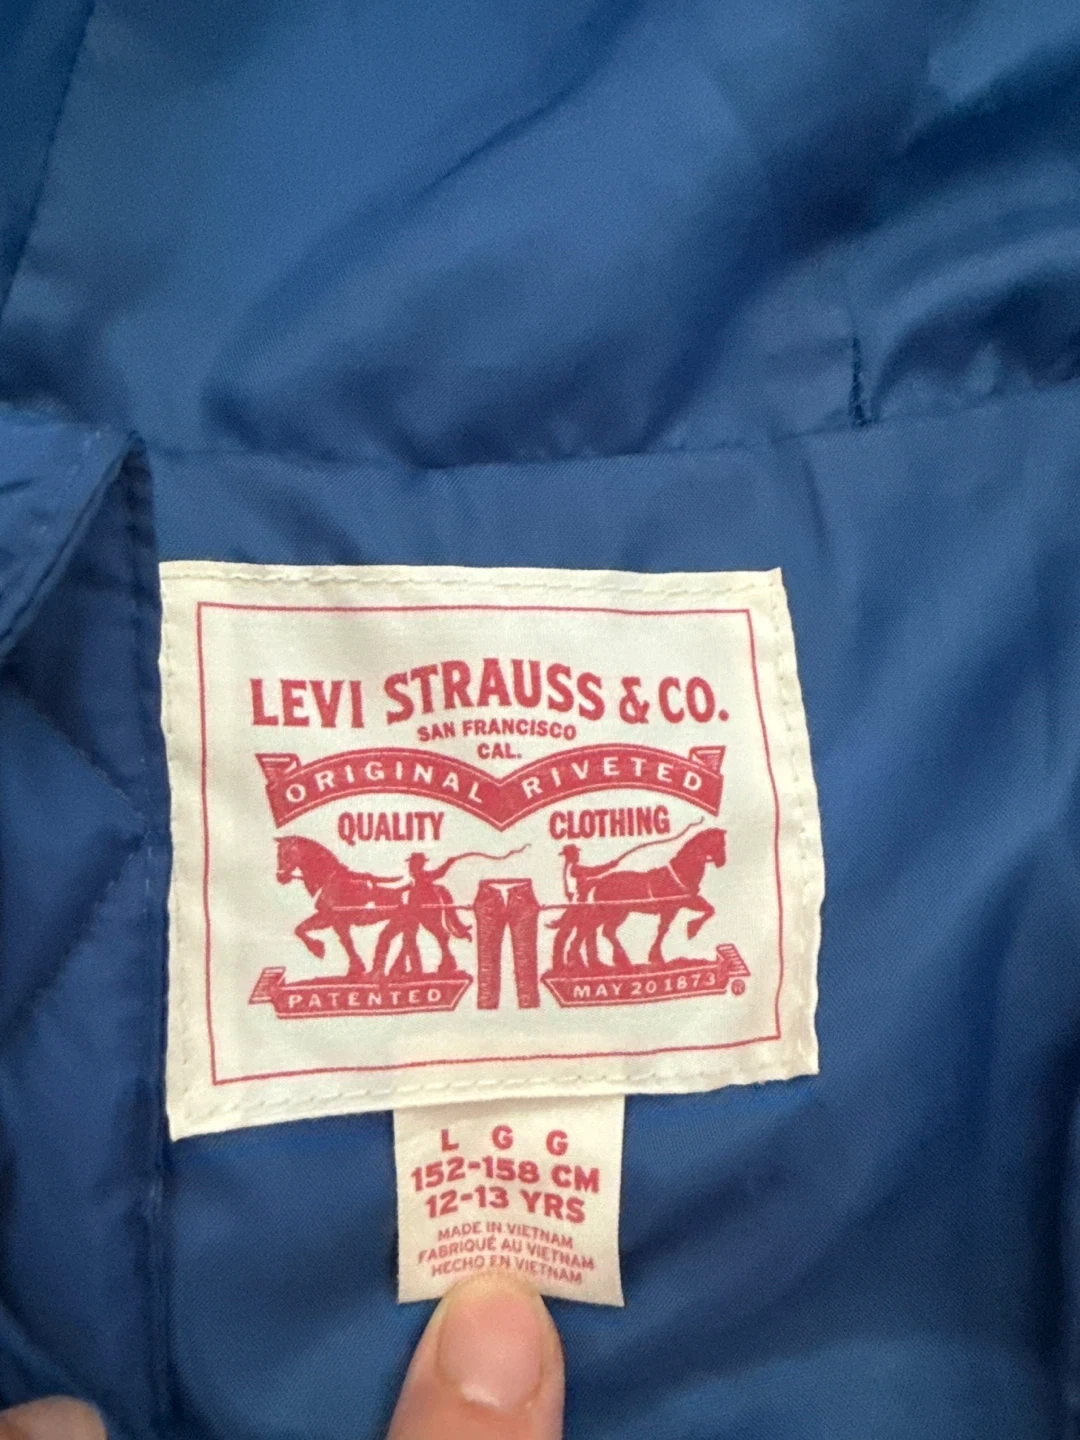 LEVI STRAUSS & CO.
SAN FRANCISCO
CAL.
ORIGINAL RIVETED
QUALITY CLOTHING
PATENTED MAY 20 1873 ®
L G G
152-158 CM
12-13 YRS
MADE IN VIETNAM
FABRIQUÉ AU VIETNAM
HECHO EN VIETNAM